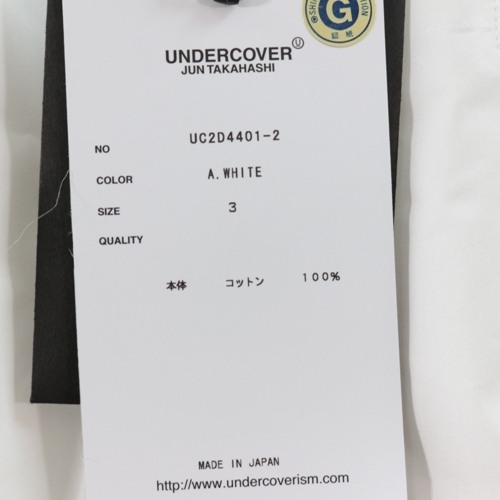 G
鑑
UNDERCOVER Ⓤ
JUN TAKAHASHI
NO UC2D4401-2
COLOR A.WHITE
SIZE 3
QUALITY
本体 コットン 100%
MADE IN JAPAN
http://www.undercoverism.com